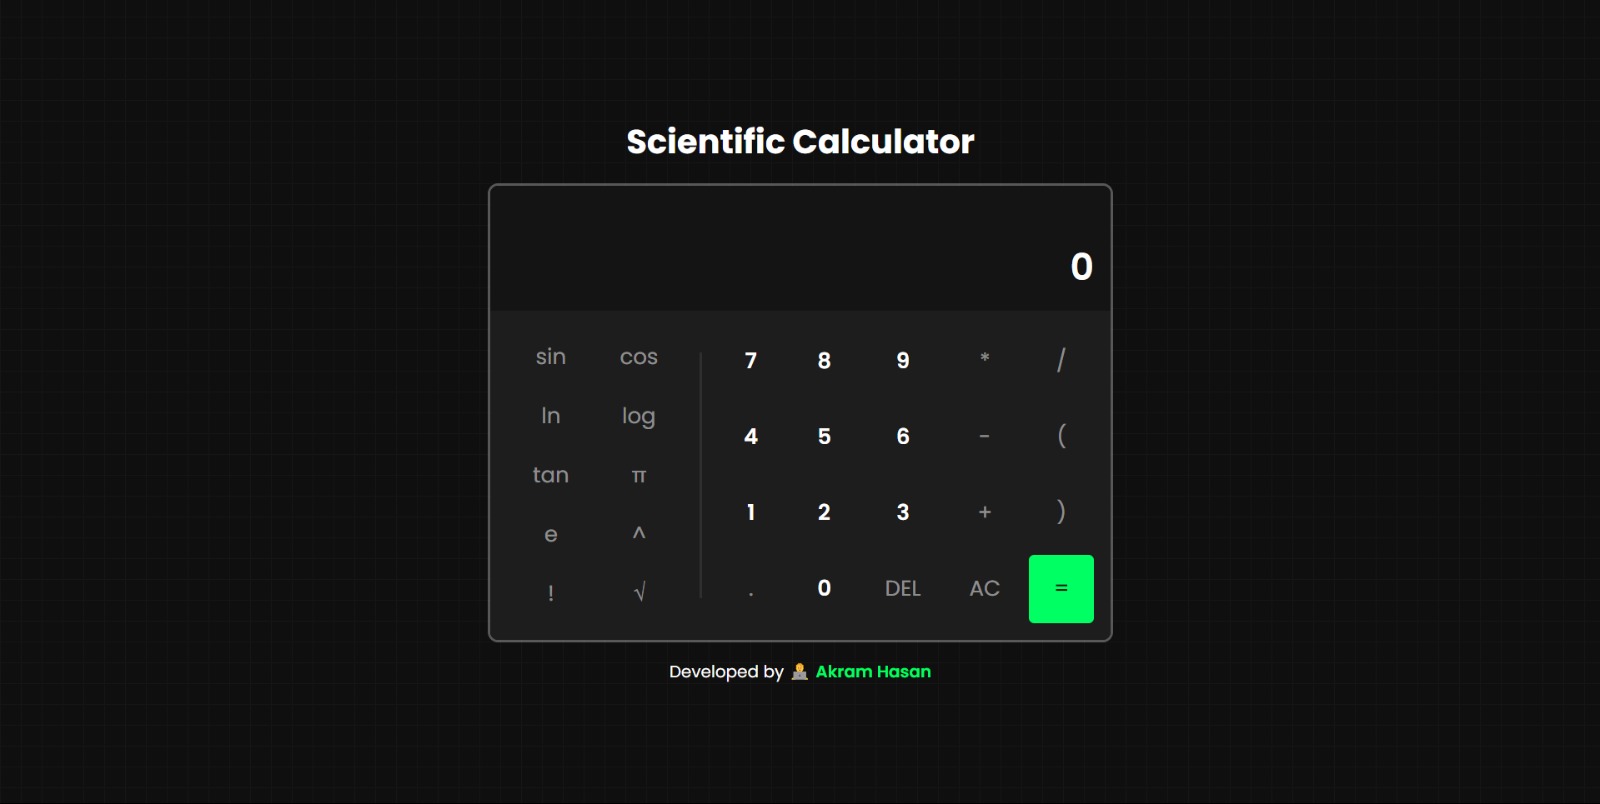 Scientific Calculator
0
sin cos 7 8 9 * /
ln log 4 5 6 - (
tan π 1 2 3 + )
e ^
! √ . 0 DEL AC =
Developed by 👨‍💻 Akram Hasan